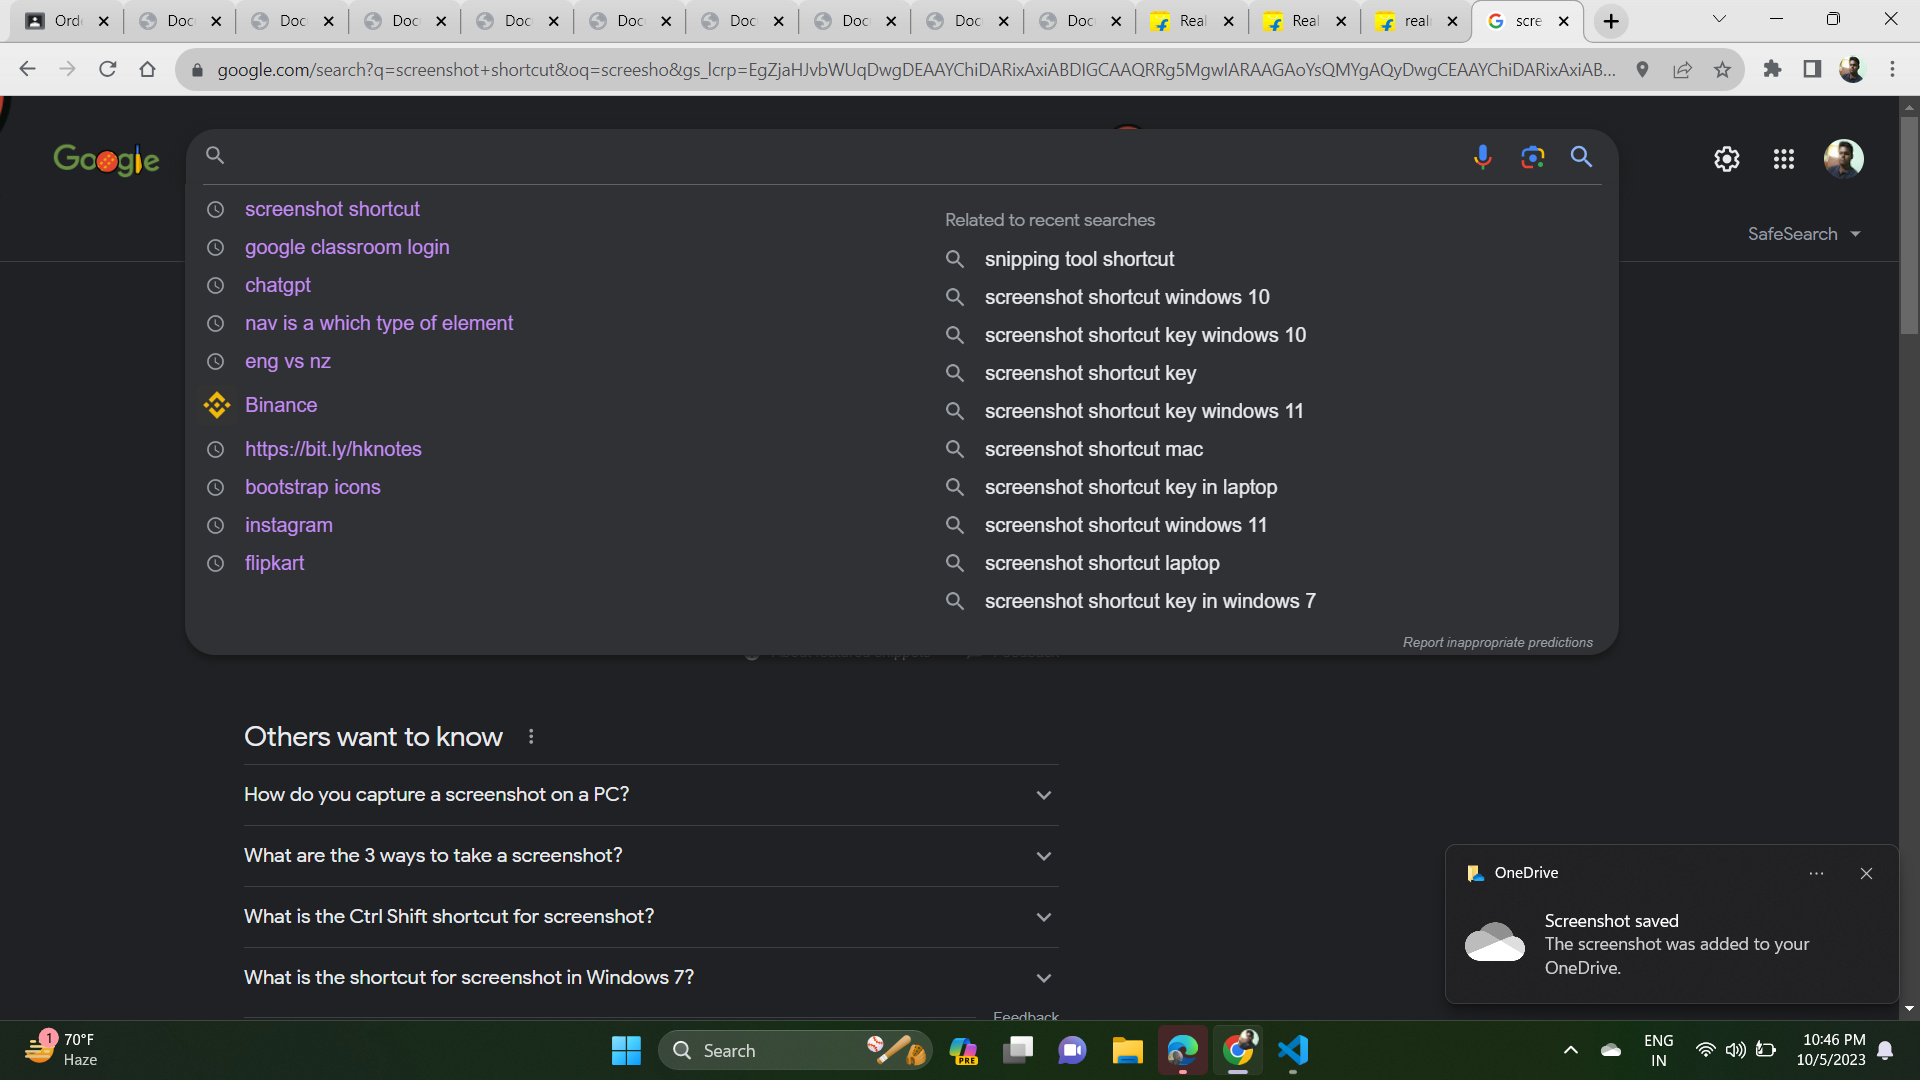 Ord
Doc
Doc
Doc
Doc
Doc
Doc
Doc
Doc
Doc
Real
Real
real
scre
google.com/search?q=screenshot+shortcut&oq=screesho&gs_lcrp=EgZjaHJvbWUqDwgDEAAYChiDARixAxiABDIGCAAQRRg5MgwIARAAGAoYsQMYgAQyDwgCEAAYChiDARixAxiAB...
Google
SafeSearch
screenshot shortcut
google classroom login
chatgpt
nav is a which type of element
eng vs nz
Binance
https://bit.ly/hknotes
bootstrap icons
instagram
flipkart
Related to recent searches
snipping tool shortcut
screenshot shortcut windows 10
screenshot shortcut key windows 10
screenshot shortcut key
screenshot shortcut key windows 11
screenshot shortcut mac
screenshot shortcut key in laptop
screenshot shortcut windows 11
screenshot shortcut laptop
screenshot shortcut key in windows 7
Report inappropriate predictions
Others want to know
How do you capture a screenshot on a PC?
What are the 3 ways to take a screenshot?
What is the Ctrl Shift shortcut for screenshot?
What is the shortcut for screenshot in Windows 7?
Feedback
OneDrive
Screenshot saved
The screenshot was added to your
OneDrive.
1
70°F
Haze
Search
PRE
ENG
IN
10:46 PM
10/5/2023